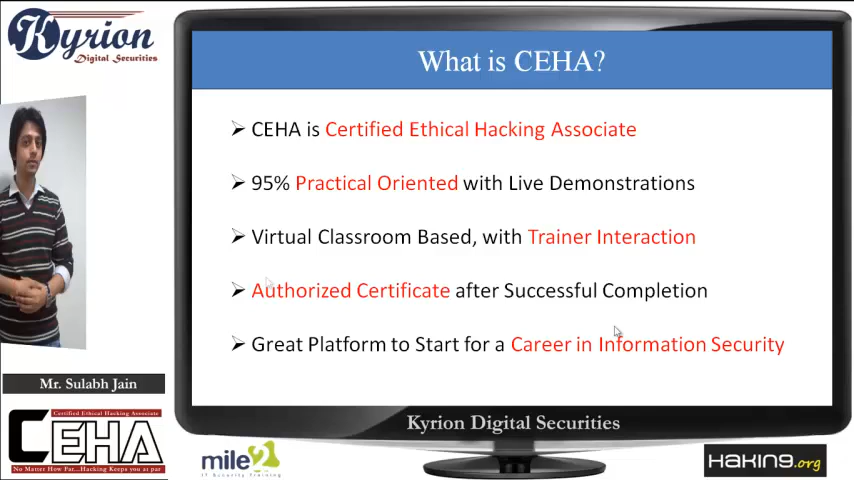 Kyrion
Digital Securities
What is CEHA?
CEHA is Certified Ethical Hacking Associate
95% Practical Oriented with Live Demonstrations
Virtual Classroom Based, with Trainer Interaction
Authorized Certificate after Successful Completion
Great Platform to Start for a Career in Information Security
Mr. Sulabh Jain
Kyrion Digital Securities
Certified Ethical Hacking Associate
CEHA
No Matter How Far...Hacking Keeps you at par
mile2
IT Security Training
HAKIN9.org